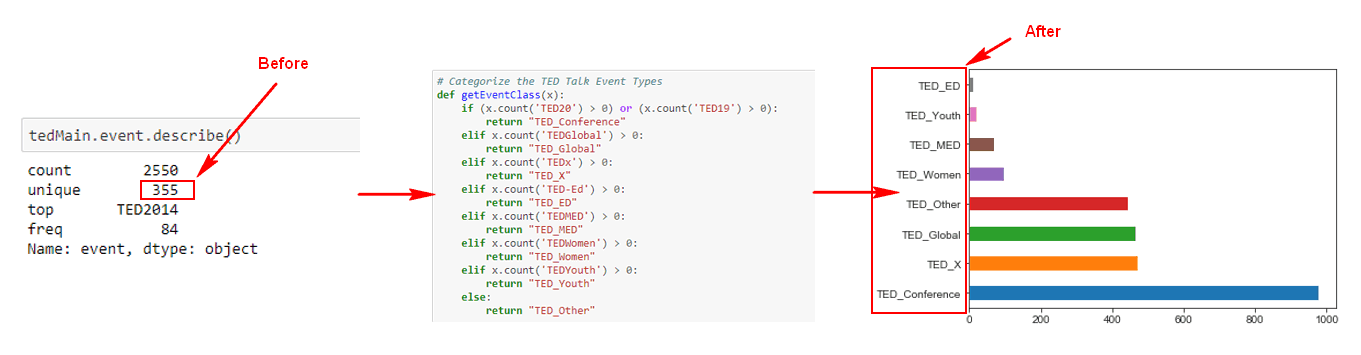 Before
tedMain.event.describe()
count 2550
unique 355
top TED2014
freq 84
Name: event, dtype: object
# Categorize the TED Talk Event Types
def getEventClass(x):
    if (x.count('TED20') > 0) or (x.count('TED19') > 0):
        return "TED_Conference"
    elif x.count('TEDGlobal') > 0:
        return "TED_Global"
    elif x.count('TEDx') > 0:
        return "TED_X"
    elif x.count('TED-Ed') > 0:
        return "TED_ED"
    elif x.count('TEDMED') > 0:
        return "TED_MED"
    elif x.count('TEDWomen') > 0:
        return "TED_Women"
    elif x.count('TEDYouth') > 0:
        return "TED_Youth"
    else:
        return "TED_Other"
After
TED_ED
TED_Youth
TED_MED
TED_Women
TED_Other
TED_Global
TED_X
TED_Conference
0 200 400 600 800 1000